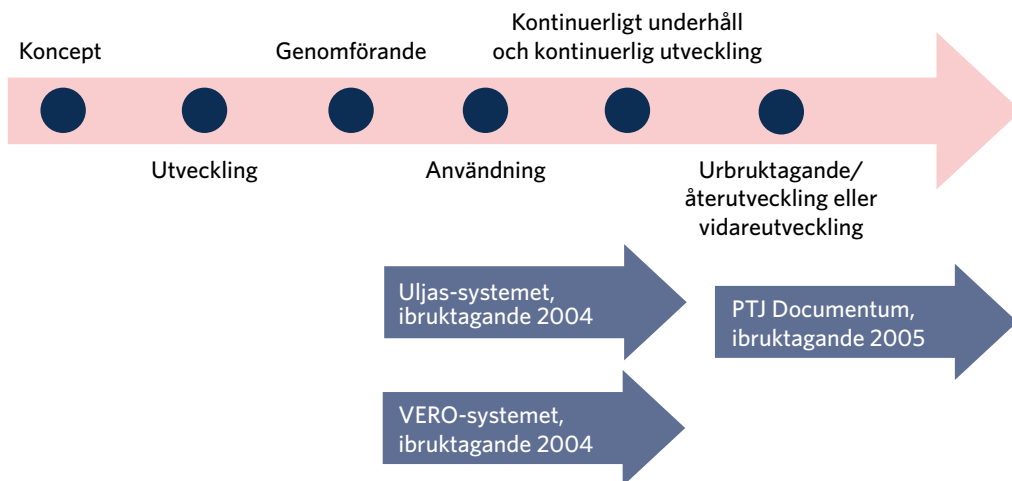 Koncept
Utveckling
Genomförande
Användning
Kontinuerligt underhåll
och kontinuerlig utveckling
Urbruktagande/
återutveckling eller
vidareutveckling
Uljas-systemet,
ibruktagande 2004
PTJ Documentum,
ibruktagande 2005
VERO-systemet,
ibruktagande 2004